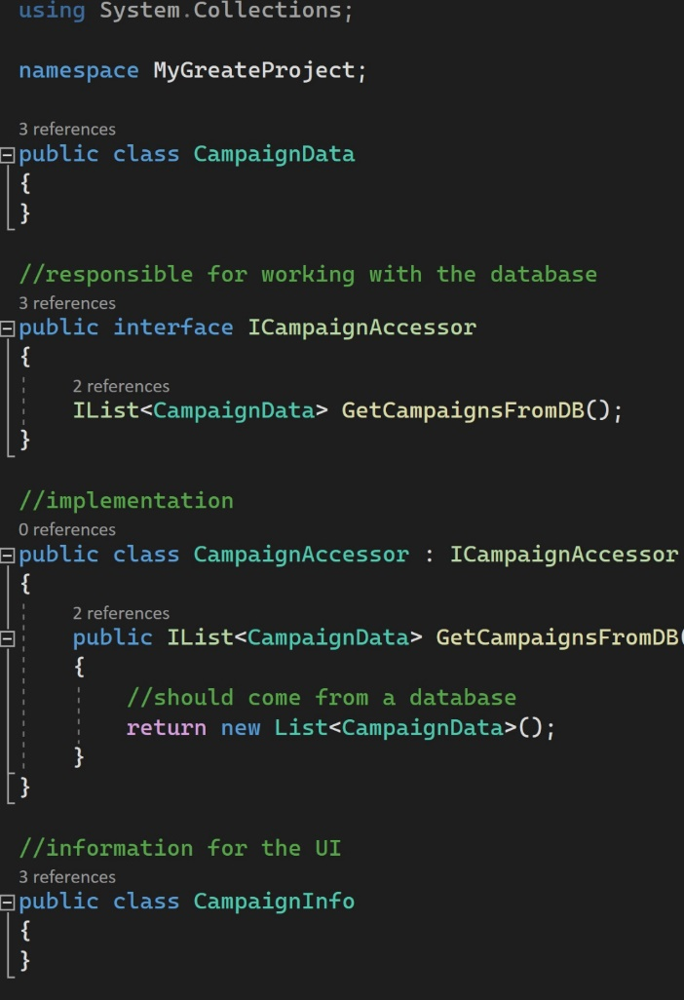 using System.Collections;
namespace MyGreateProject;
3 references
public class CampaignData
{
}
//responsible for working with the database
3 references
public interface ICampaignAccessor
{
2 references
IList<CampaignData> GetCampaignsFromDB();
}
//implementation
0 references
public class CampaignAccessor : ICampaignAccessor
{
2 references
public IList<CampaignData> GetCampaignsFromDB(
{
//should come from a database
return new List<CampaignData>();
}
}
//information for the UI
3 references
public class CampaignInfo
{
}